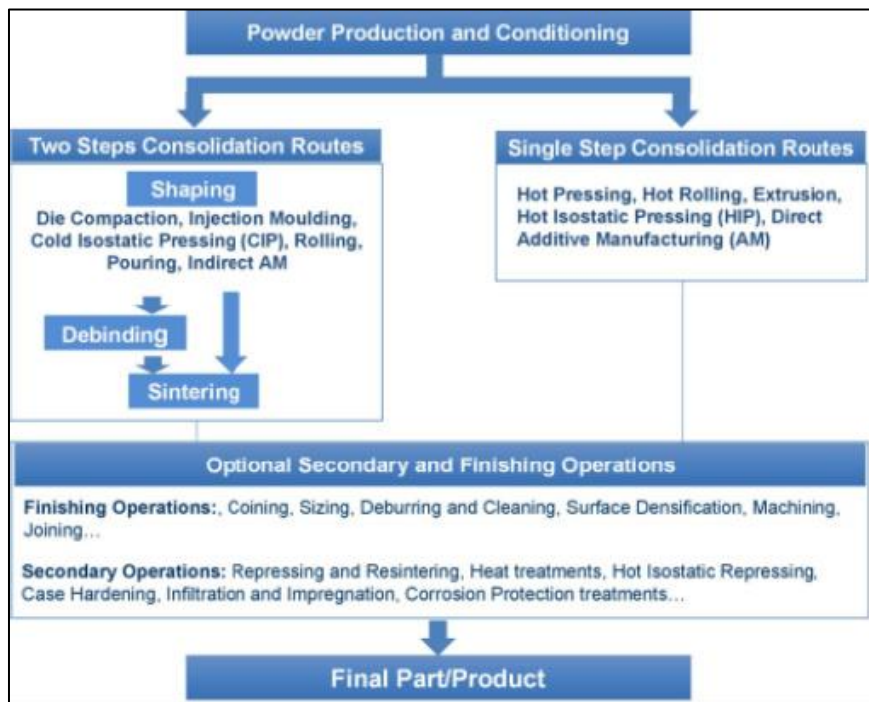 Powder Production and Conditioning
Two Steps Consolidation Routes
Shaping
Die Compaction, Injection Moulding,
Cold Isostatic Pressing (CIP), Rolling,
Pouring, Indirect AM
Debinding
Sintering
Single Step Consolidation Routes
Hot Pressing, Hot Rolling, Extrusion,
Hot Isostatic Pressing (HIP), Direct
Additive Manufacturing (AM)
Optional Secondary and Finishing Operations
Finishing Operations:, Coining, Sizing, Deburring and Cleaning, Surface Densification, Machining,
Joining...
Secondary Operations: Repressing and Resintering, Heat treatments, Hot Isostatic Repressing,
Case Hardening, Infiltration and Impregnation, Corrosion Protection treatments...
Final Part/Product